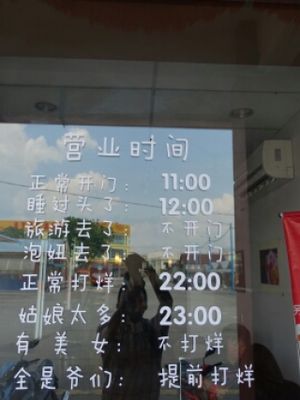 营业时间
正常开门： 11:00
睡过头了： 12:00
旅游去了： 不开门
泡妞去了： 不开门
正常打烊： 22:00
姑娘太多： 23:00
有美女： 不打烊
全是爷们： 提前打烊